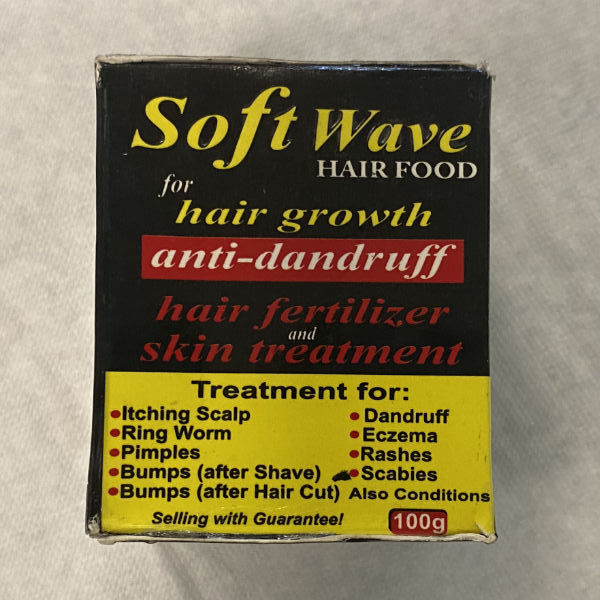 Soft Wave
HAIR FOOD
for
hair growth
anti-dandruff
hair fertilizer
and
skin treatment
Treatment for:
•Itching Scalp
•Ring Worm
•Pimples
•Bumps (after Shave)
•Bumps (after Hair Cut)
•Dandruff
•Eczema
•Rashes
•Scabies
Also Conditions
Selling with Guarantee!
100g